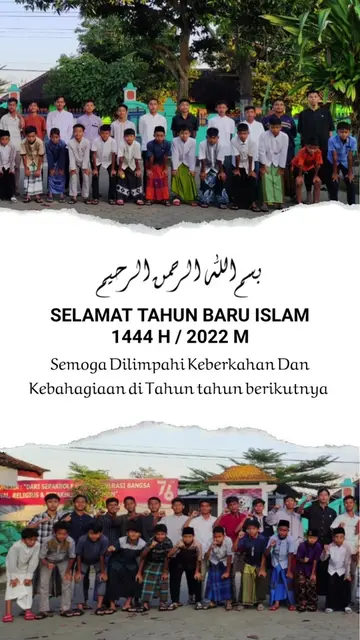 بسم الله الرحمن الرحيم
SELAMAT TAHUN BARU ISLAM
1444 H / 2022 M
Semoga Dilimpahi Keberkahan Dan
Kebahagiaan di Tahun tahun berikutnya
76